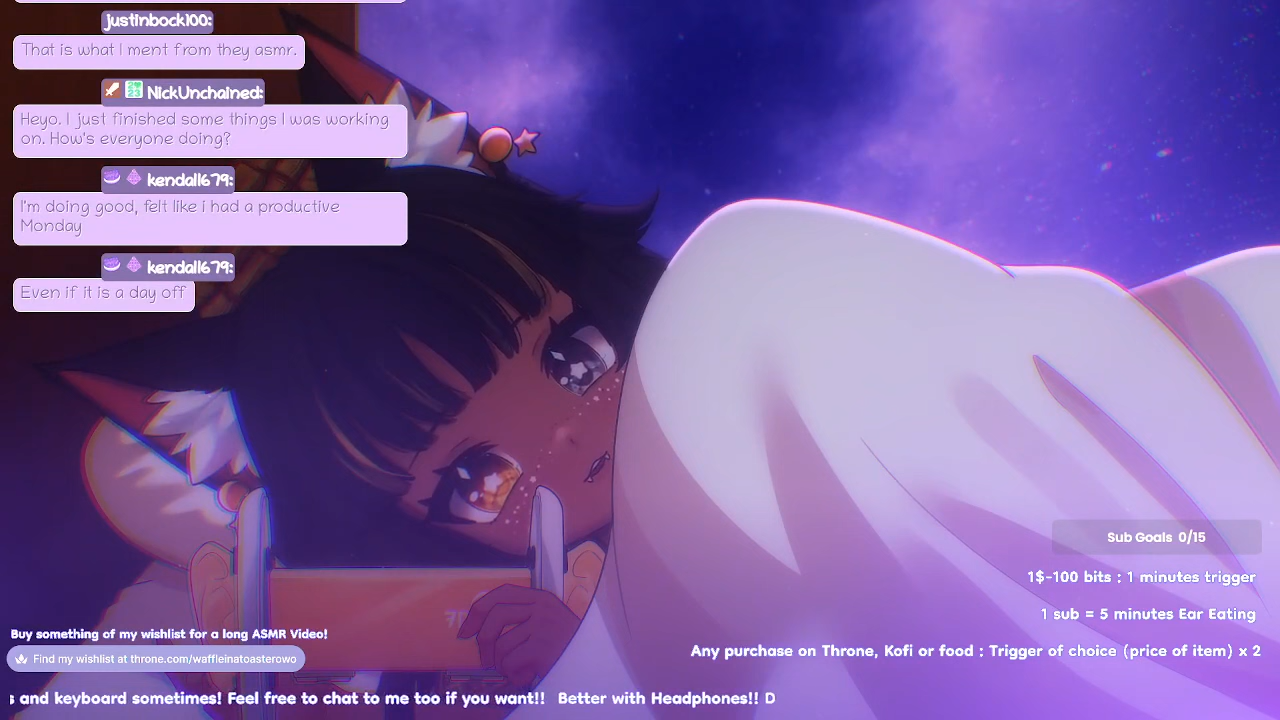 justinbock100:
That is what I ment from they asmr.
NickUnchained:
Heyo. I just finished some things I was working
on. How's everyone doing?
kendall679:
I'm doing good, felt like i had a productive
Monday
kendall679:
Even if it is a day off
Sub Goals 0/15
1$-100 bits : 1 minutes trigger
1 sub = 5 minutes Ear Eating
Any purchase on Throne, Kofi or food : Trigger of choice (price of item) x 2
Buy something of my wishlist for a long ASMR Video!
Find my wishlist at throne.com/waffleinatoasterowo
and keyboard sometimes! Feel free to chat to me too if you want!! Better with Headphones!! D